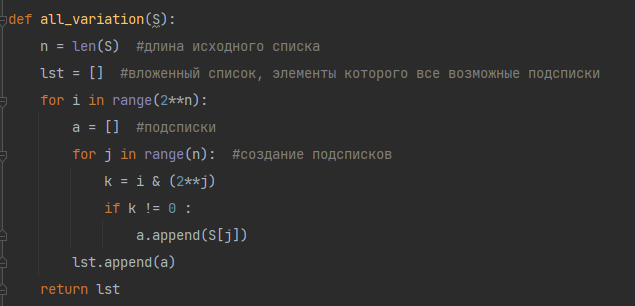 def all_variation(S):
    n = len(S)  #длина исходного списка
    lst = []  #вложенный список, элементы которого все возможные подсписки
    for i in range(2**n):
        a = []  #подсписки
        for j in range(n):  #создание подсписков
            k = i & (2**j)
            if k != 0 :
                a.append(S[j])
        lst.append(a)
    return lst